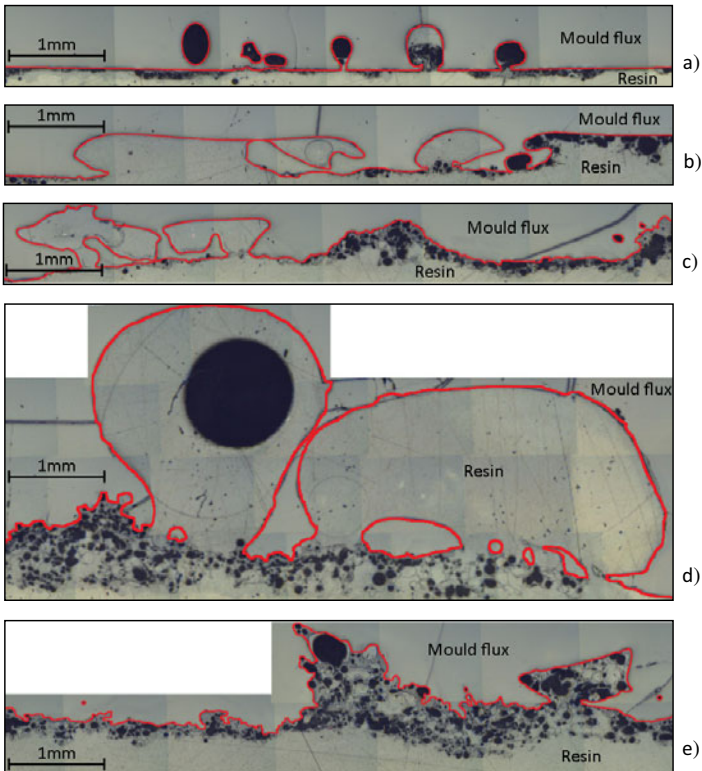 1mm
Mould flux
Resin
a)
1mm
Mould flux
Resin
b)
1mm
Mould flux
Resin
c)
1mm
Mould flux
Resin
d)
Mould flux
1mm
Resin
e)